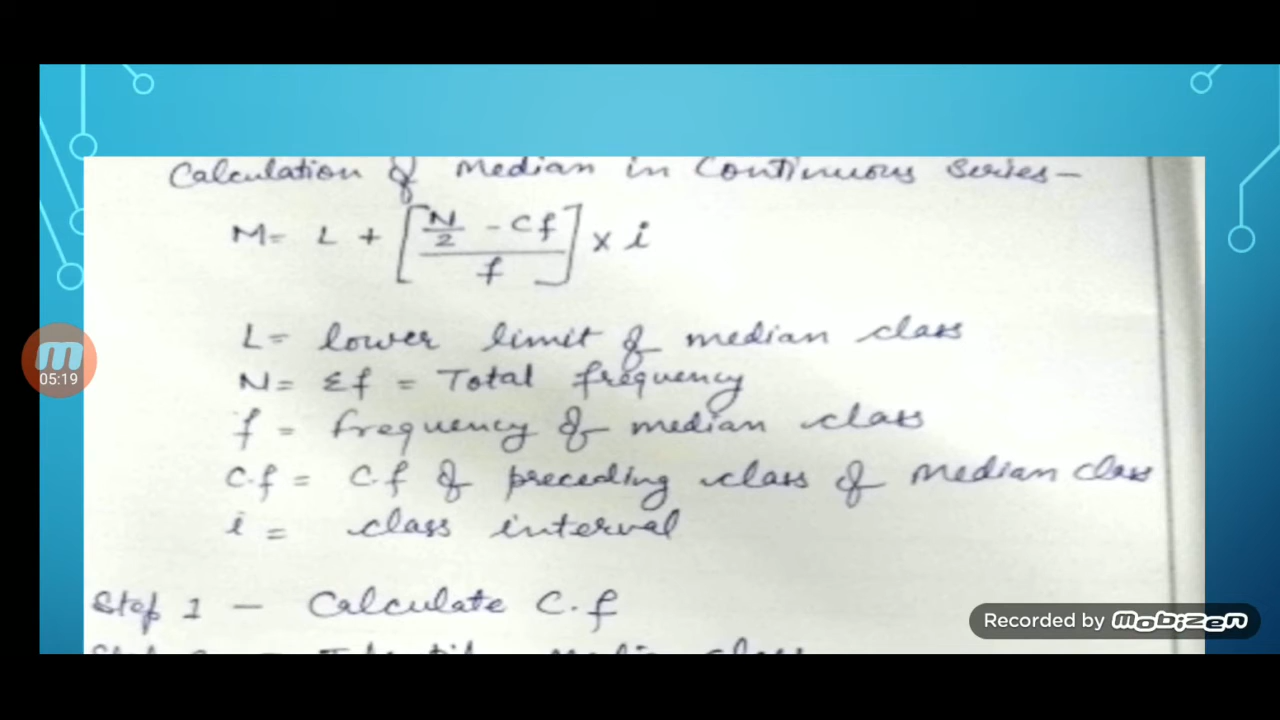 Calculation of Median in Continuous Series-
M= L + [N/2 - Cf / f] x i
L= lower limit of median class
N= Σf = Total frequency
f = frequency of median class
C.f = C.f of preceding class of Median class
i = class interval
Step 1 - Calculate C.f
m
05:19
Recorded by mobizen